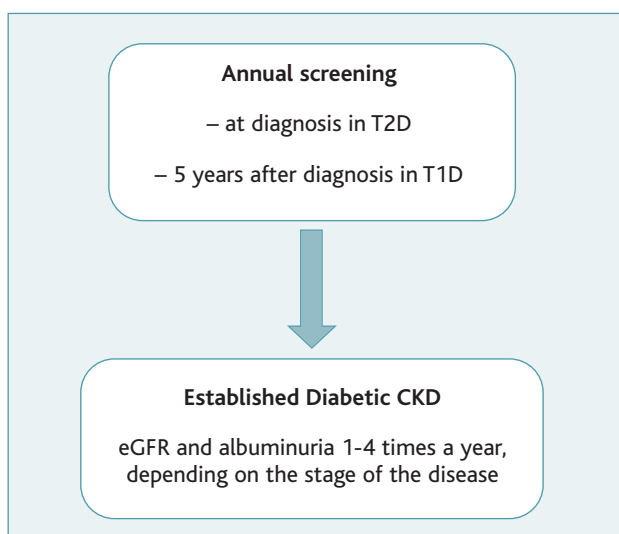 Annual screening
– at diagnosis in T2D
– 5 years after diagnosis in T1D
Established Diabetic CKD
eGFR and albuminuria 1-4 times a year,
depending on the stage of the disease